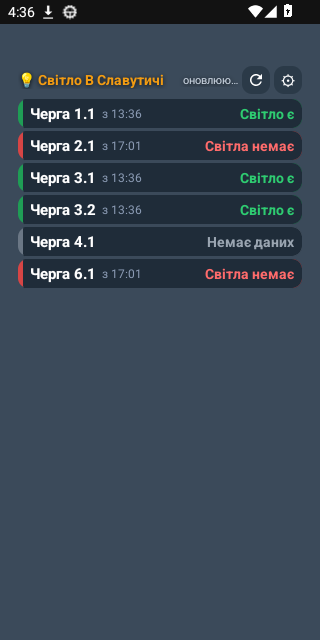 4:36
💡 Світло В Славутичі оновлюю...
Черга 1.1 з 13:36 Світло є
Черга 2.1 з 17:01 Світла немає
Черга 3.1 з 13:36 Світло є
Черга 3.2 з 13:36 Світло є
Черга 4.1 Немає даних
Черга 6.1 з 17:01 Світла немає